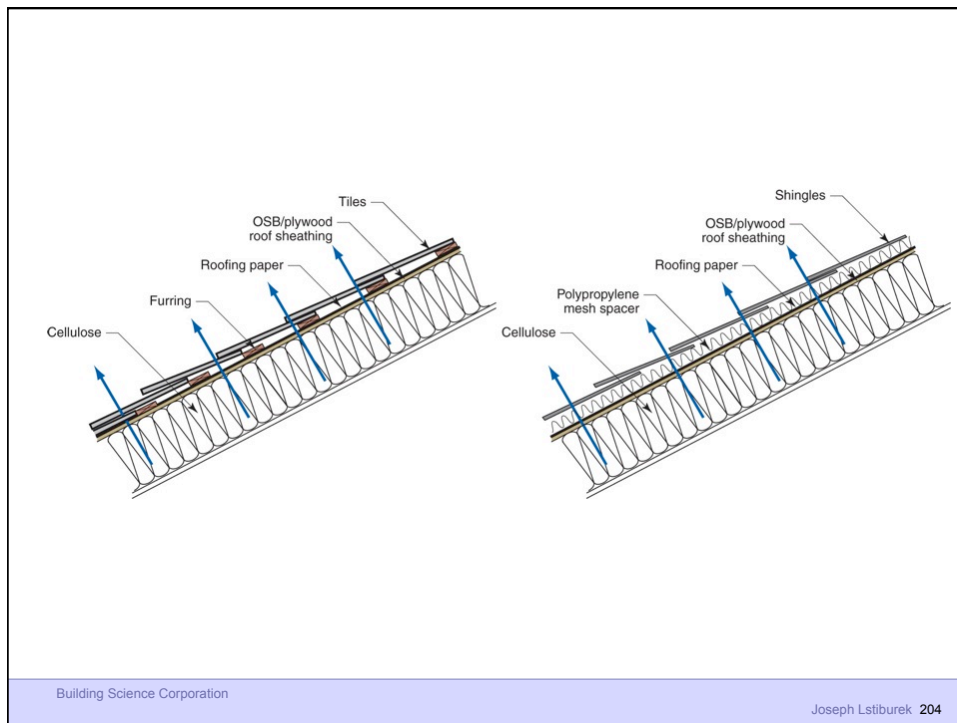 Tiles
OSB/plywood
roof sheathing
Roofing paper
Furring
Cellulose
Shingles
OSB/plywood
roof sheathing
Roofing paper
Polypropylene
mesh spacer
Cellulose
Building Science Corporation
Joseph Lstiburek 204